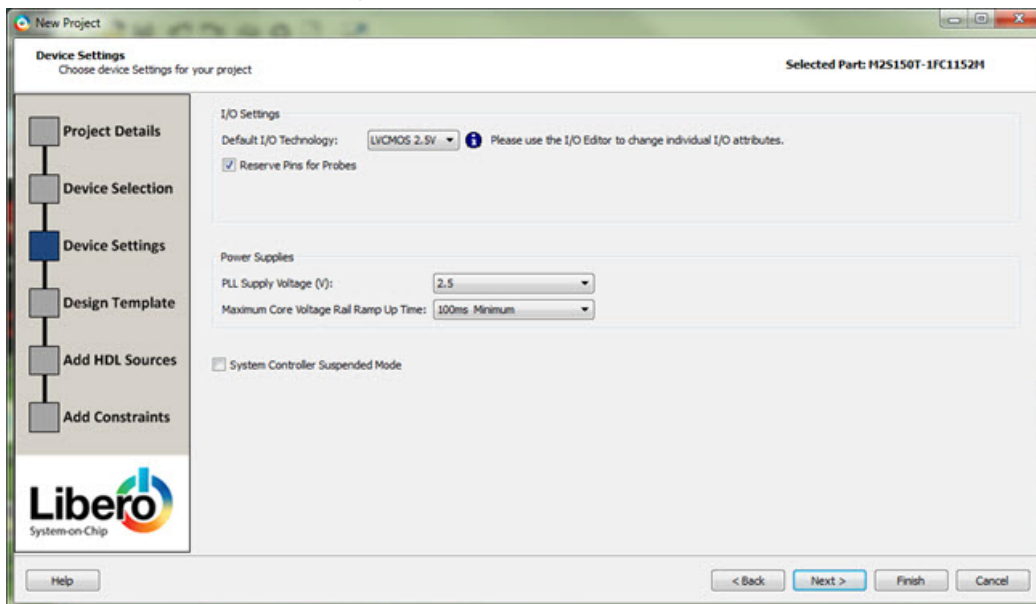 New Project
Device Settings
Choose device Settings for your project
Selected Part: M2S150T-1FC1152M
Project Details
Device Selection
Device Settings
Design Template
Add HDL Sources
Add Constraints
Libero
System-on-Chip
I/O Settings
Default I/O Technology: LVCMOS 2.5V Please use the I/O Editor to change individual I/O attributes.
Reserve Pins for Probes
Power Supplies
PLL Supply Voltage (V): 2.5
Maximum Core Voltage Rail Ramp Up Time: 100ms Minimum
System Controller Suspended Mode
Help < Back Next > Finish Cancel